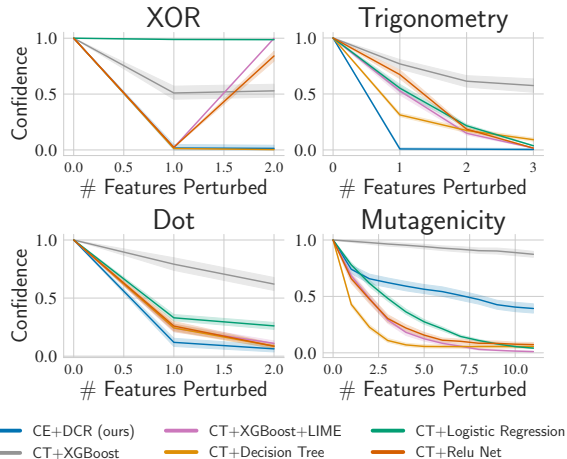 XOR
Trigonometry
1.0
0.5
0.0
Confidence
0.0 0.5 1.0 1.5 2.0
# Features Perturbed
1.0
0.5
0.0
0 1 2 3
# Features Perturbed
Dot
Mutagenicity
1.0
0.5
0.0
Confidence
0.0 0.5 1.0 1.5 2.0
# Features Perturbed
1.0
0.5
0.0
0.0 2.5 5.0 7.5 10.0
# Features Perturbed
CE+DCR (ours)
CT+XGBoost
CT+XGBoost+LIME
CT+Decision Tree
CT+Logistic Regression
CT+Relu Net